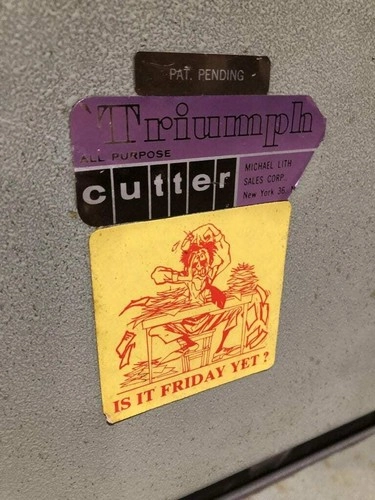 PAT. PENDING
Triumph
ALL PURPOSE
cutter
MICHAEL LITH
SALES CORP.
New York 36,
IS IT FRIDAY YET?